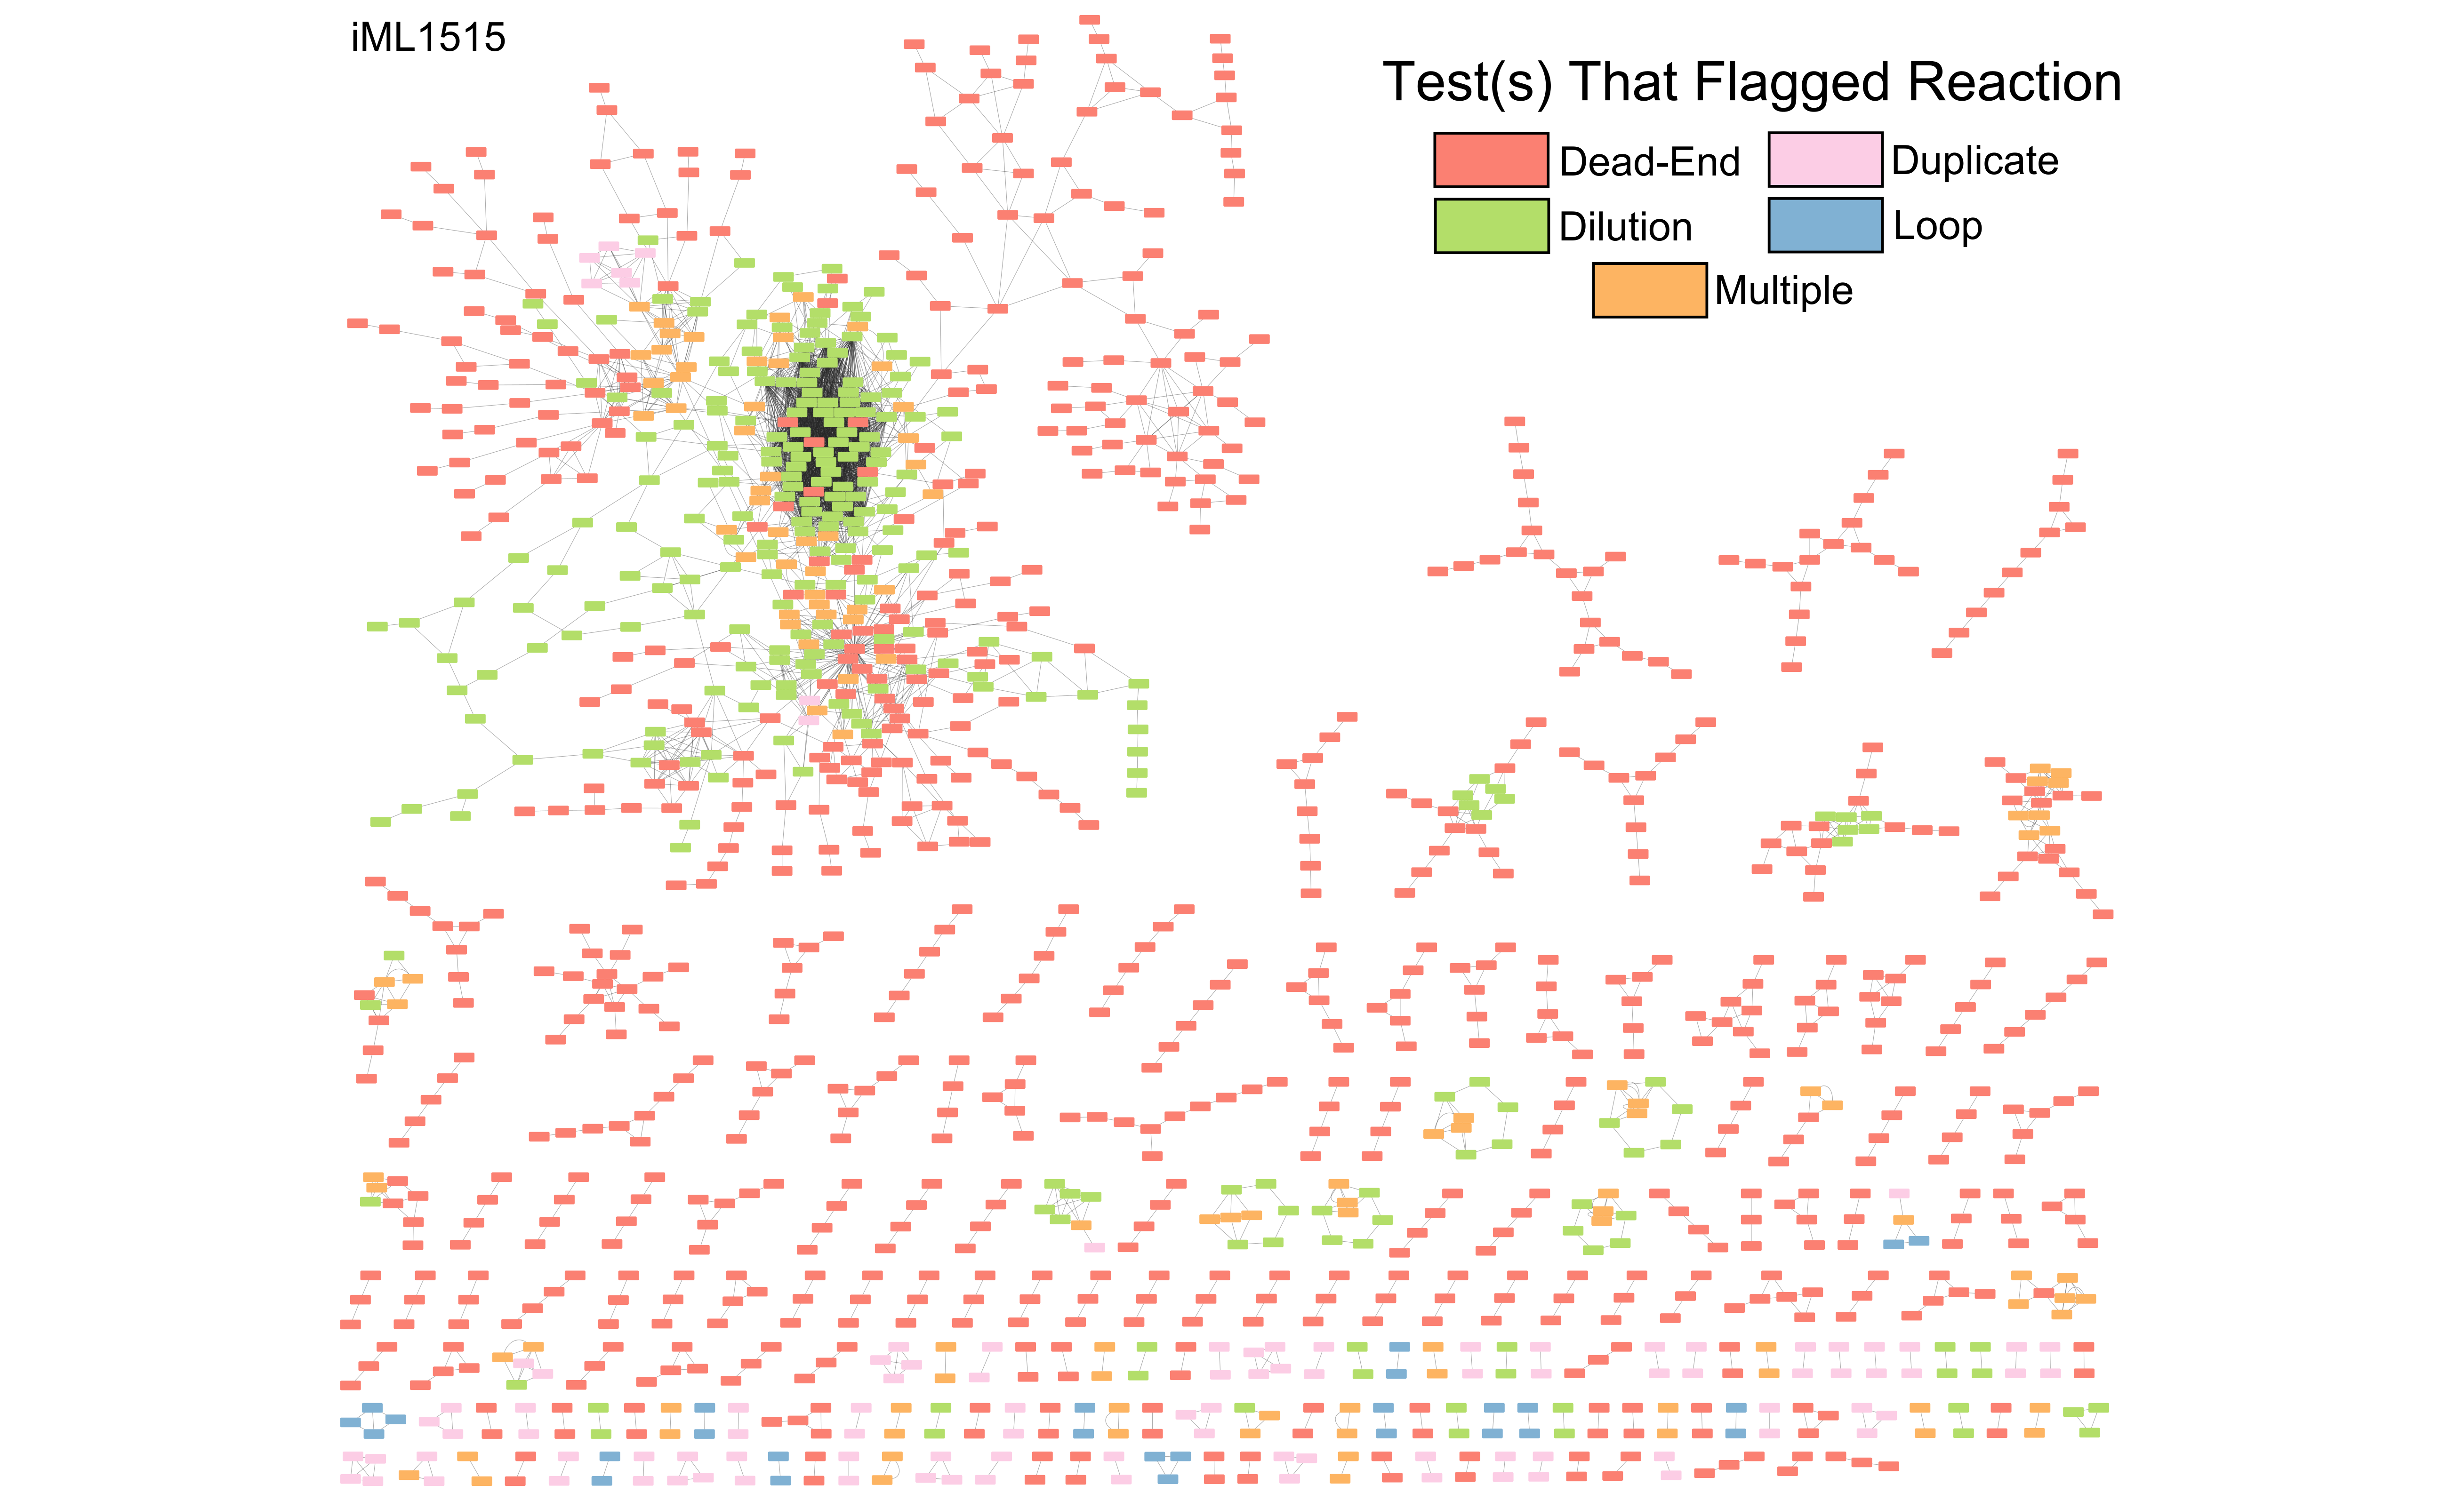 iML1515
Test(s) That Flagged Reaction
Dead-End
Duplicate
Dilution
Loop
Multiple